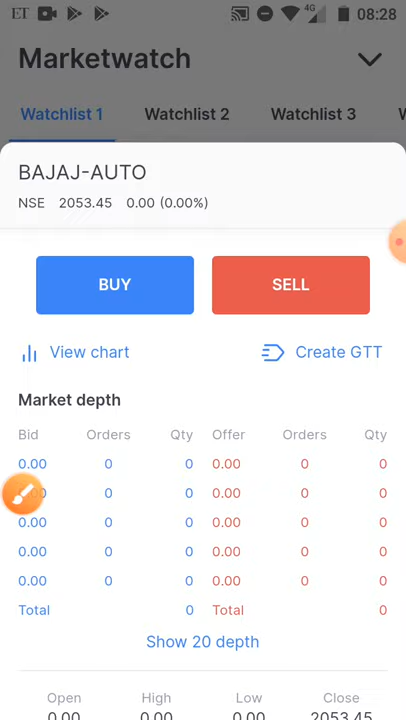 ET 4G 08:28
Marketwatch
Watchlist 1 Watchlist 2 Watchlist 3
BAJAJ-AUTO
NSE 2053.45 0.00 (0.00%)
BUY SELL
View chart Create GTT
Market depth
Bid Orders Qty Offer Orders Qty
0.00 0 0 0.00 0 0
0 0 0.00 0 0
0.00 0 0 0.00 0 0
0.00 0 0 0.00 0 0
0.00 0 0 0.00 0 0
Total 0 Total 0
Show 20 depth
Open High Low Close
0.00 0.00 0.00 2053.45